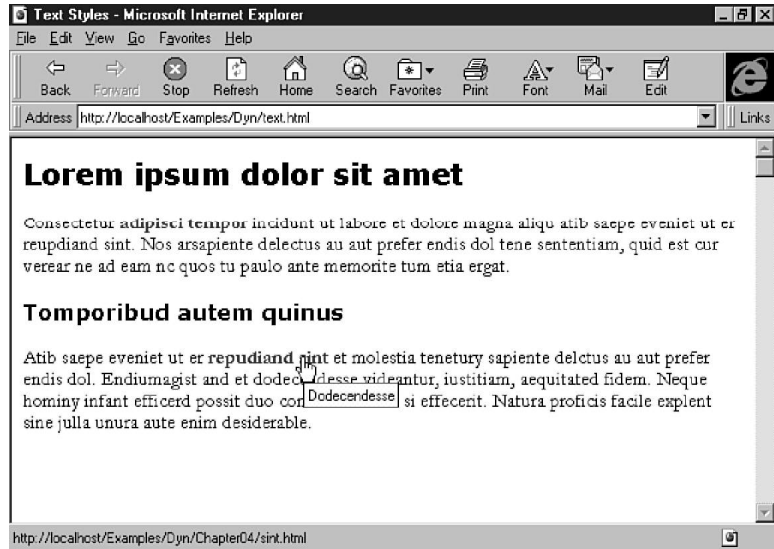 Text Styles - Microsoft Internet Explorer
File Edit View Go Favorites Help
Back Forward Stop Refresh Home Search Favorites Print Font Mail Edit
Address http://localhost/Examples/Dyn/text.html Links
Lorem ipsum dolor sit amet
Consectetur adipisci tempor incidunt ut labore et dolore magna aliqu atib saepe eveniet ut er
reupdiand sint. Nos arsapiente delectus au aut prefer endis dol tene sententiam, quid est cur
verear ne ad eam nc quos tu paulo ante memorite tum etia ergat.
Tomporibud autem quinus
Atib saepe eveniet ut er repudiand sint et molestia tenetury sapiente delctus au aut prefer
endis dol. Endiumagist and et dodecendesse videantur, iustitiam, aequitated fidem. Neque
hominy infant efficerd possit duo si effecerit. Natura proficis facile explent
Dodecendesse
sine julla unura aute enim desiderable.
http://localhost/Examples/Dyn/Chapter04/sint.html